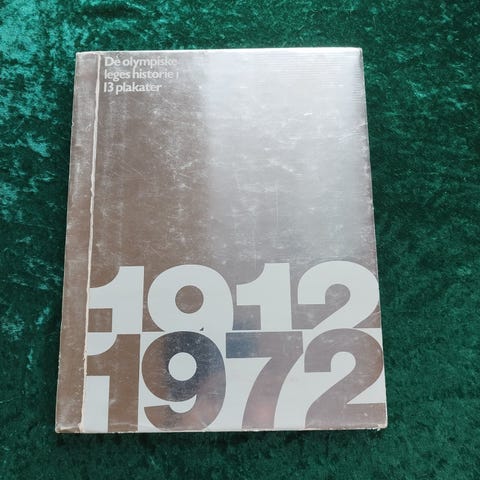 De olympiske
leges historie i
13 plakater
1912
1972